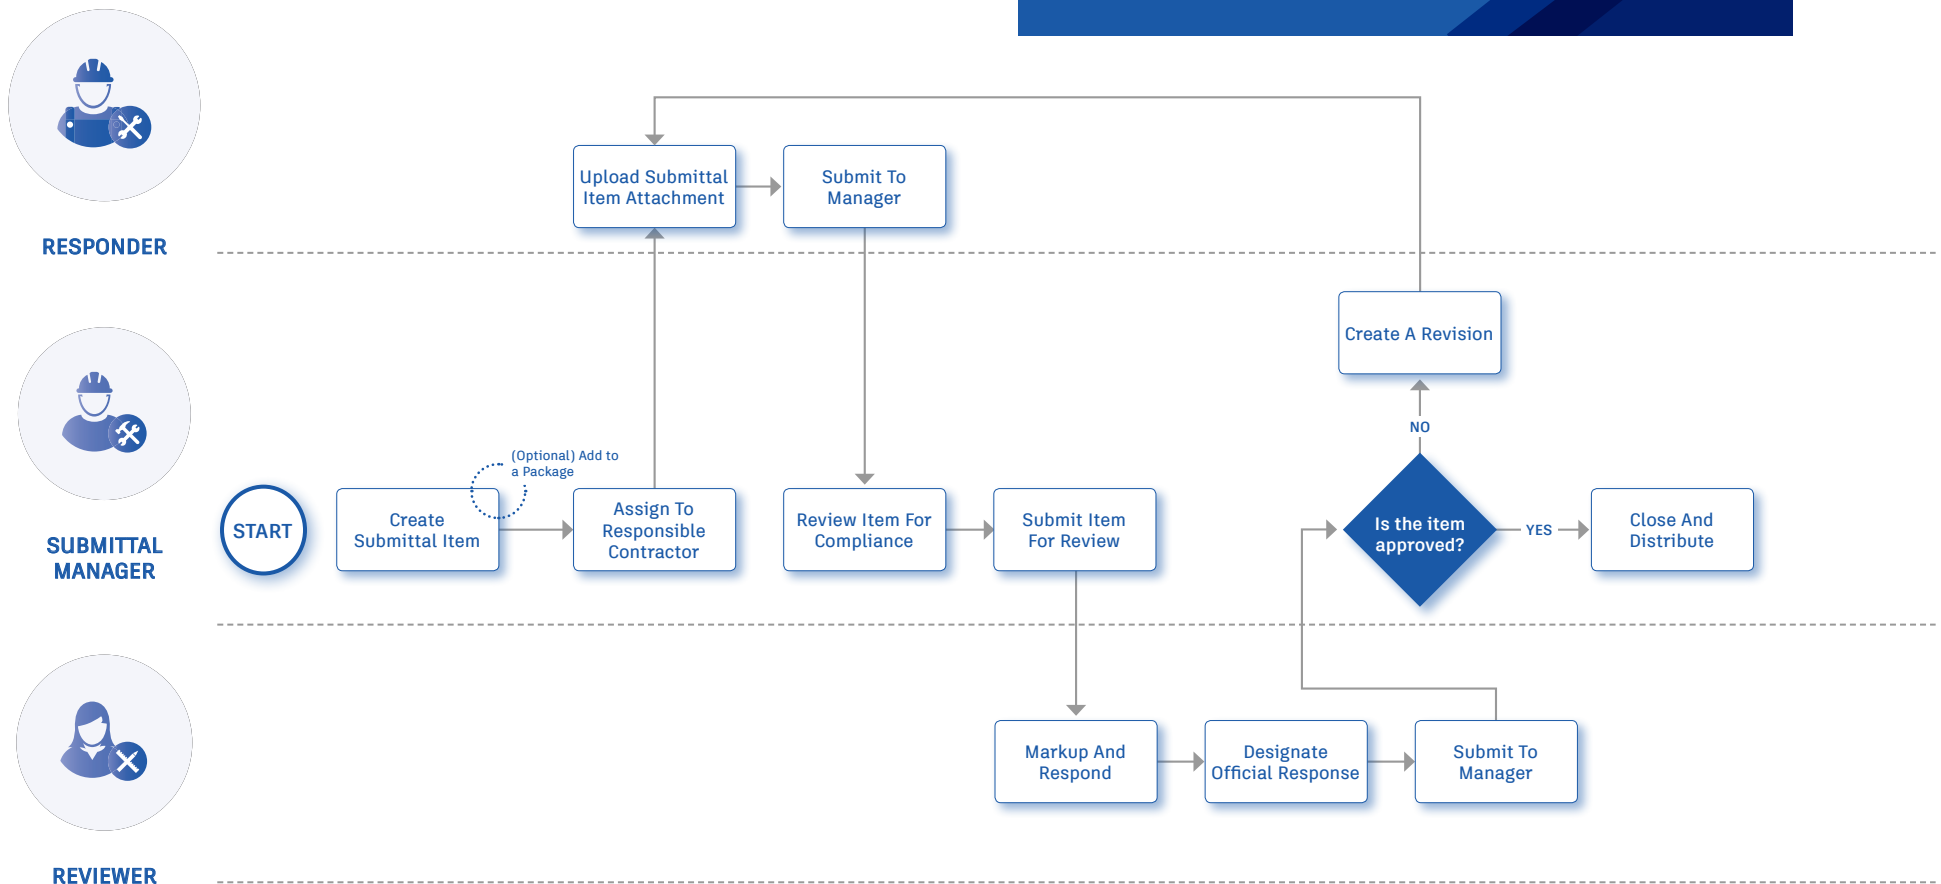 Upload Submittal
Item Attachment
Submit To
Manager
RESPONDER
Create A Revision
NO
(Optional) Add to
a Package
START
Create
Submittal Item
Assign To
Responsible
Contractor
Review Item For
Compliance
Submit Item
For Review
Is the item
approved?
YES
Close And
Distribute
SUBMITTAL
MANAGER
Markup And
Respond
Designate
Official Response
Submit To
Manager
REVIEWER